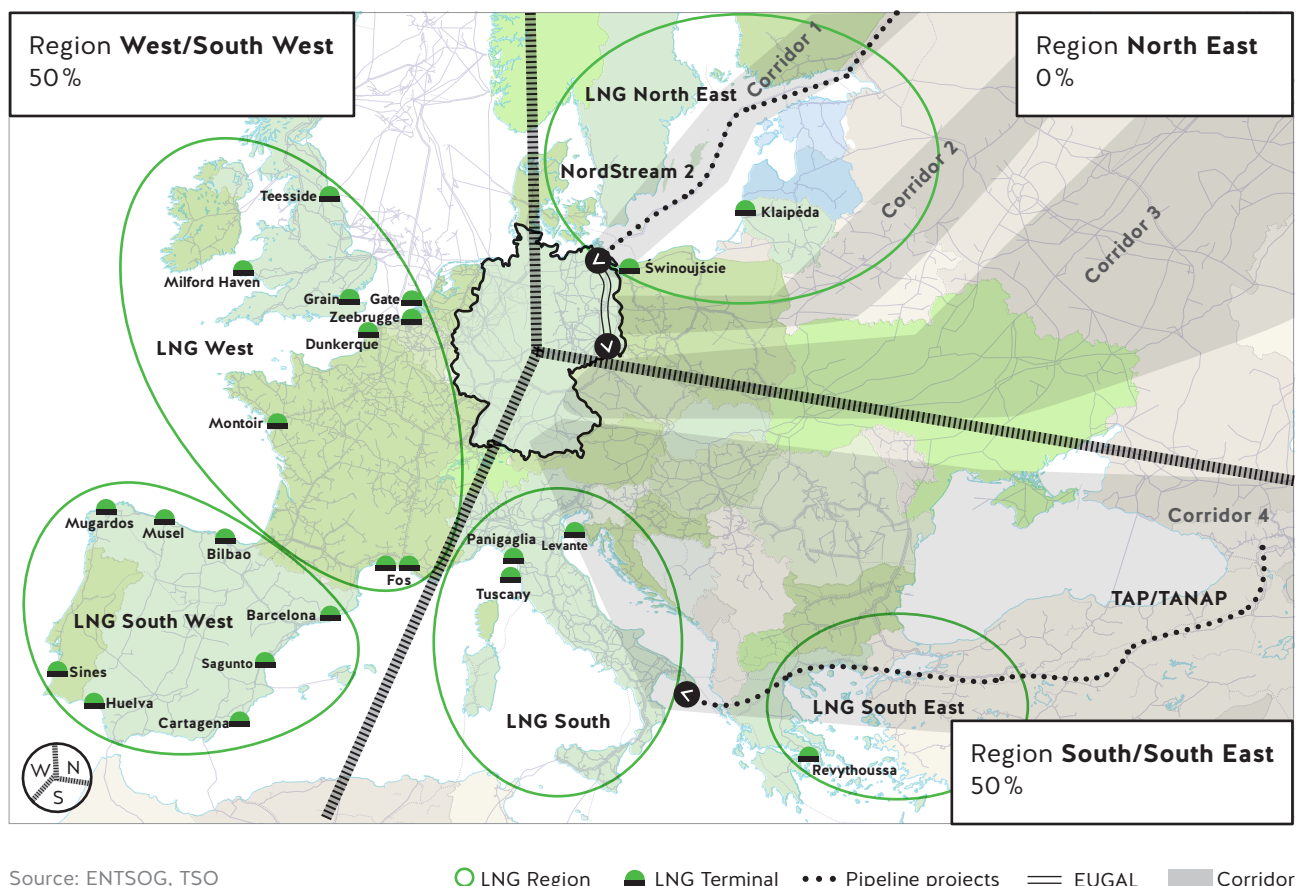 Region West/South West
50 %
Region North East
0 %
Corridor 1
LNG North East
Corridor 2
NordStream 2
Teesside
Klaipėda
Corridor 3
Świnoujście
Milford Haven
Grain
Gate
Zeebrugge
Dunkerque
LNG West
Montoir
Mugardos
Musel
Bilbao
Panigaglia
Levante
Corridor 4
Fos
Tuscany
TAP/TANAP
LNG South West
Barcelona
Sagunto
Sines
Huelva
Cartagena
LNG South
LNG South East
Revythoussa
Region South/South East
50 %
W N
S
Source: ENTSOG, TSO
LNG Region
LNG Terminal
Pipeline projects
EUGAL
Corridor